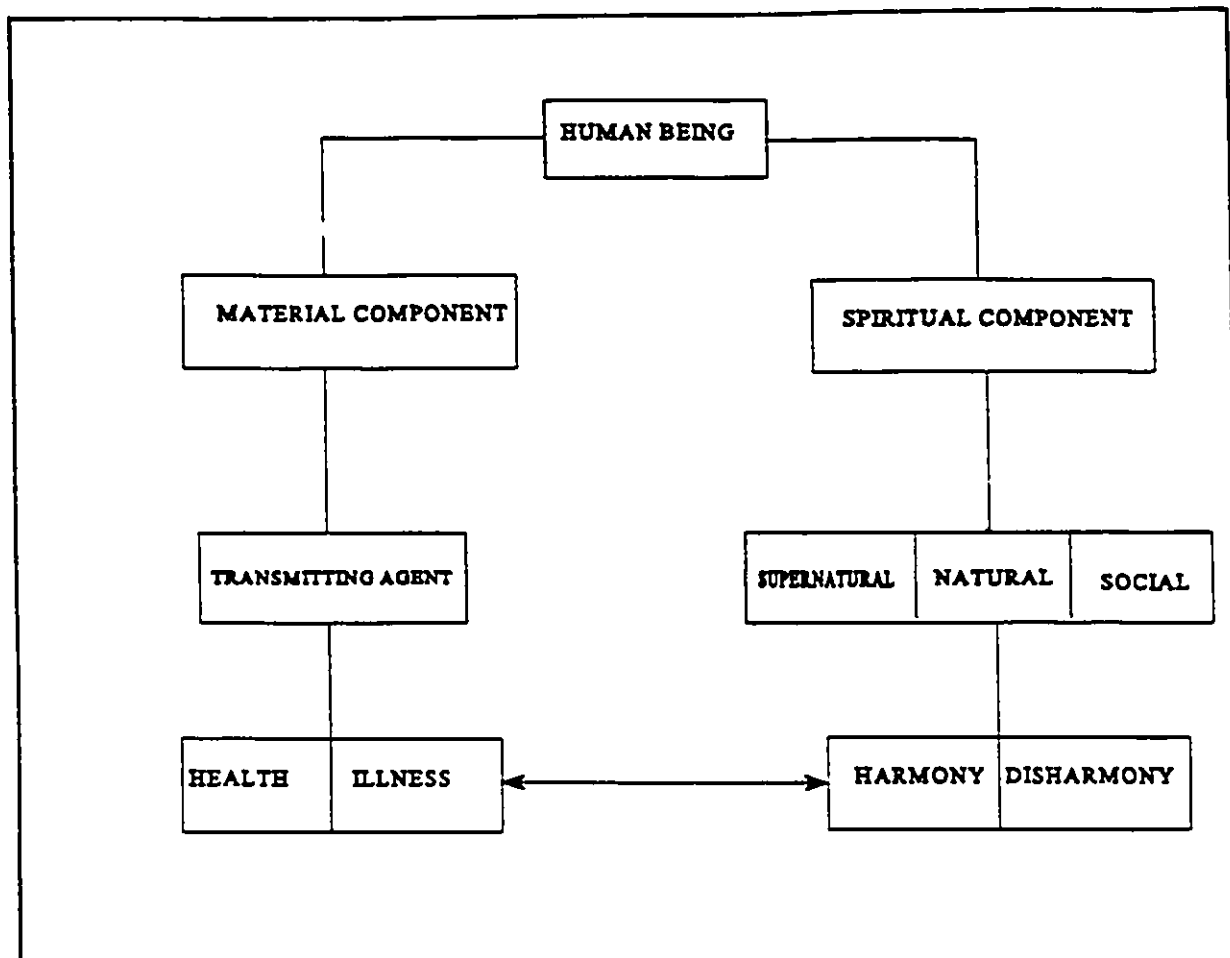 HUMAN BEING
MATERIAL COMPONENT
SPIRITUAL COMPONENT
TRANSMITTING AGENT
SUPERNATURAL NATURAL SOCIAL
HEALTH ILLNESS
HARMONY DISHARMONY